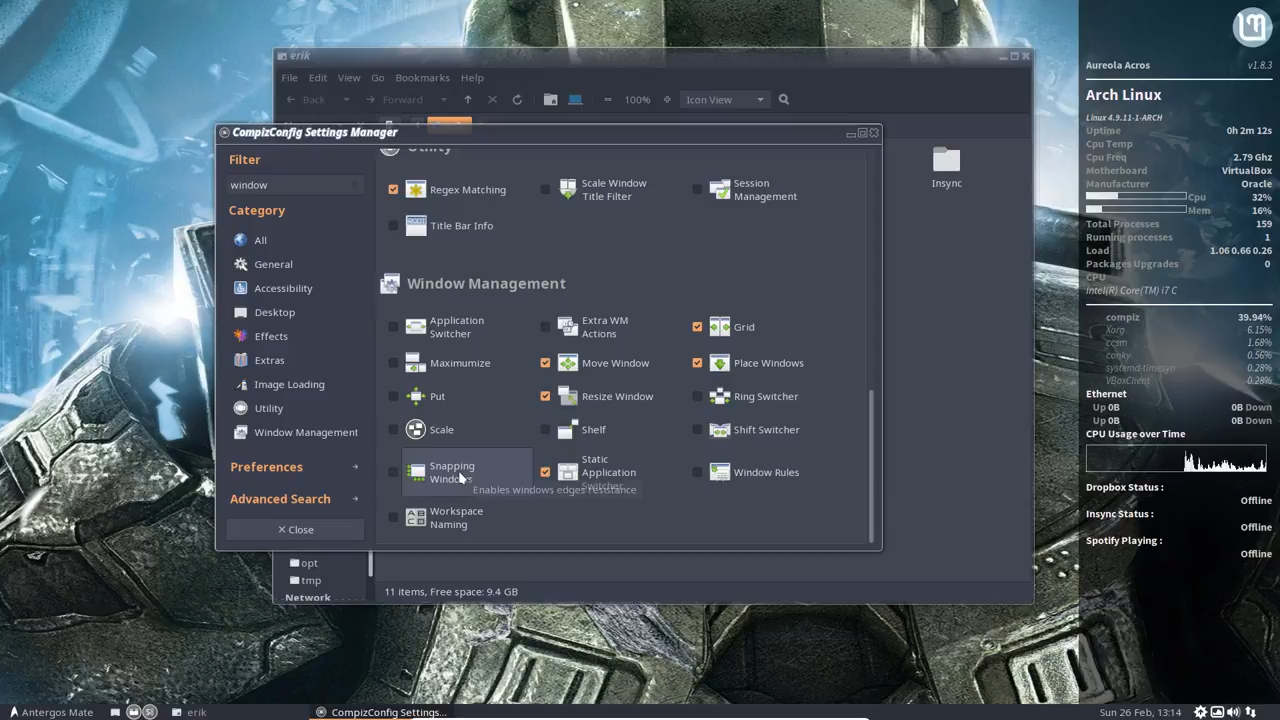 erik
File Edit View Go Bookmarks Help
Back Forward 100% Icon View
Insync
CompizConfig Settings Manager
Filter
window
Category
All
General
Accessibility
Desktop
Effects
Extras
Image Loading
Utility
Window Management
Preferences
Advanced Search
Close
Utility
Regex Matching
Scale Window
Title Filter
Session
Management
Title Bar Info
Window Management
Application
Switcher
Extra WM
Actions
Grid
Maximumize
Move Window
Place Windows
Put
Resize Window
Ring Switcher
Scale
Shelf
Shift Switcher
Snapping
Windows
Static
Application
Switcher
Window Rules
Enables windows edges resistance
Workspace
Naming
opt
tmp
Network
11 items, Free space: 9.4 GB
Aureola Acros v1.8.3
Arch Linux
Linux 4.9.11-1-ARCH
Uptime 0h 2m 12s
Cpu Temp
Cpu Freq 2.79 Ghz
Motherboard VirtualBox
Manufacturer Oracle
Cpu 32%
Mem 16%
Total Processes 159
Running processes 1
Load 1.06 0.66 0.26
Packages Upgrades 0
CPU
Intel(R) Core(TM) i7 C
compiz 39.94%
Xorg 6.15%
ccsm 1.68%
conky 0.56%
systemd-timesyn 0.28%
VBoxClient 0.28%
Ethernet
Up 0B 0B Down
Up 0B 0B Down
CPU Usage over Time
Dropbox Status :
Offline
Insync Status :
Offline
Spotify Playing :
Offline
Antergos Mate erik CompizConfig Settings... Sun 26 Feb, 13:14